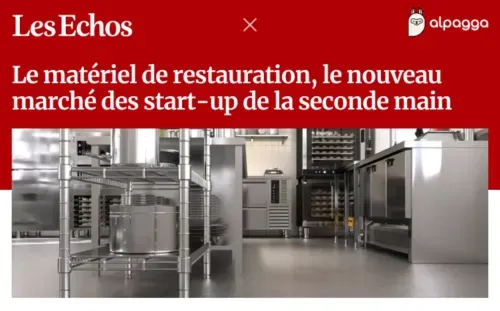 Les Echos
alpagga
Le matériel de restauration, le nouveau
marché des start-up de la seconde main